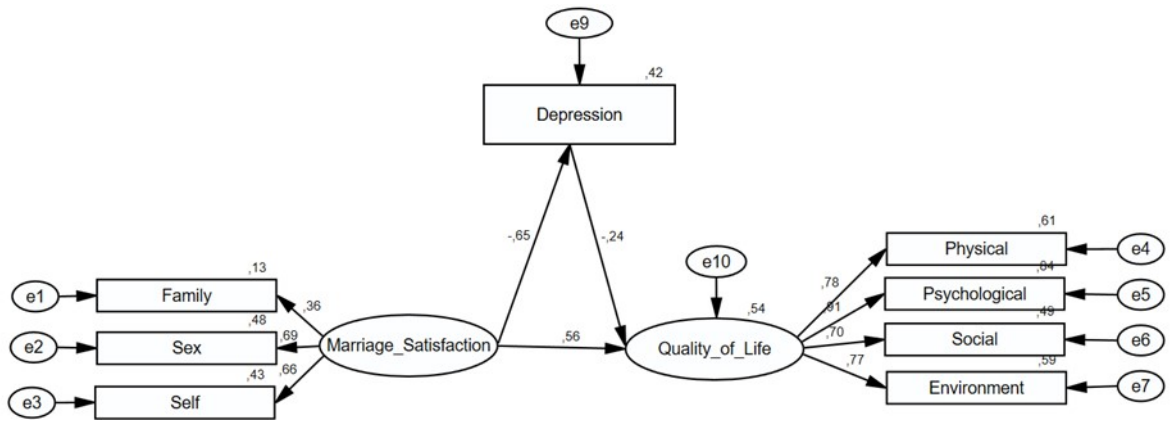 e9
,42
Depression
-,65
-,24
,61
Physical
e4
e10
,78
,13
Family
e1
,36
,54
Psychological
e5
,91
,48
,49
Sex
e2
,69
Marriage_Satisfaction
,56
Quality_of_Life
,70
Social
e6
,43
,66
,77
,59
Self
e3
Environment
e7